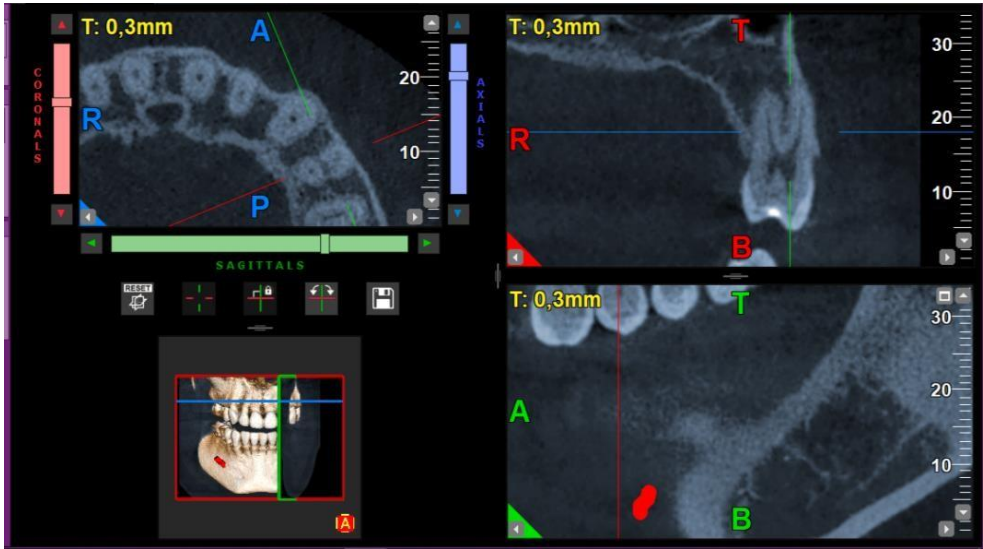 T: 0,3mm
A
R
P
20
10
CORONALS
AXIALS
SAGITTALS
RESET
A
T: 0,3mm
T
R
B
30
20
10
T: 0,3mm
T
A
B
30
20
10